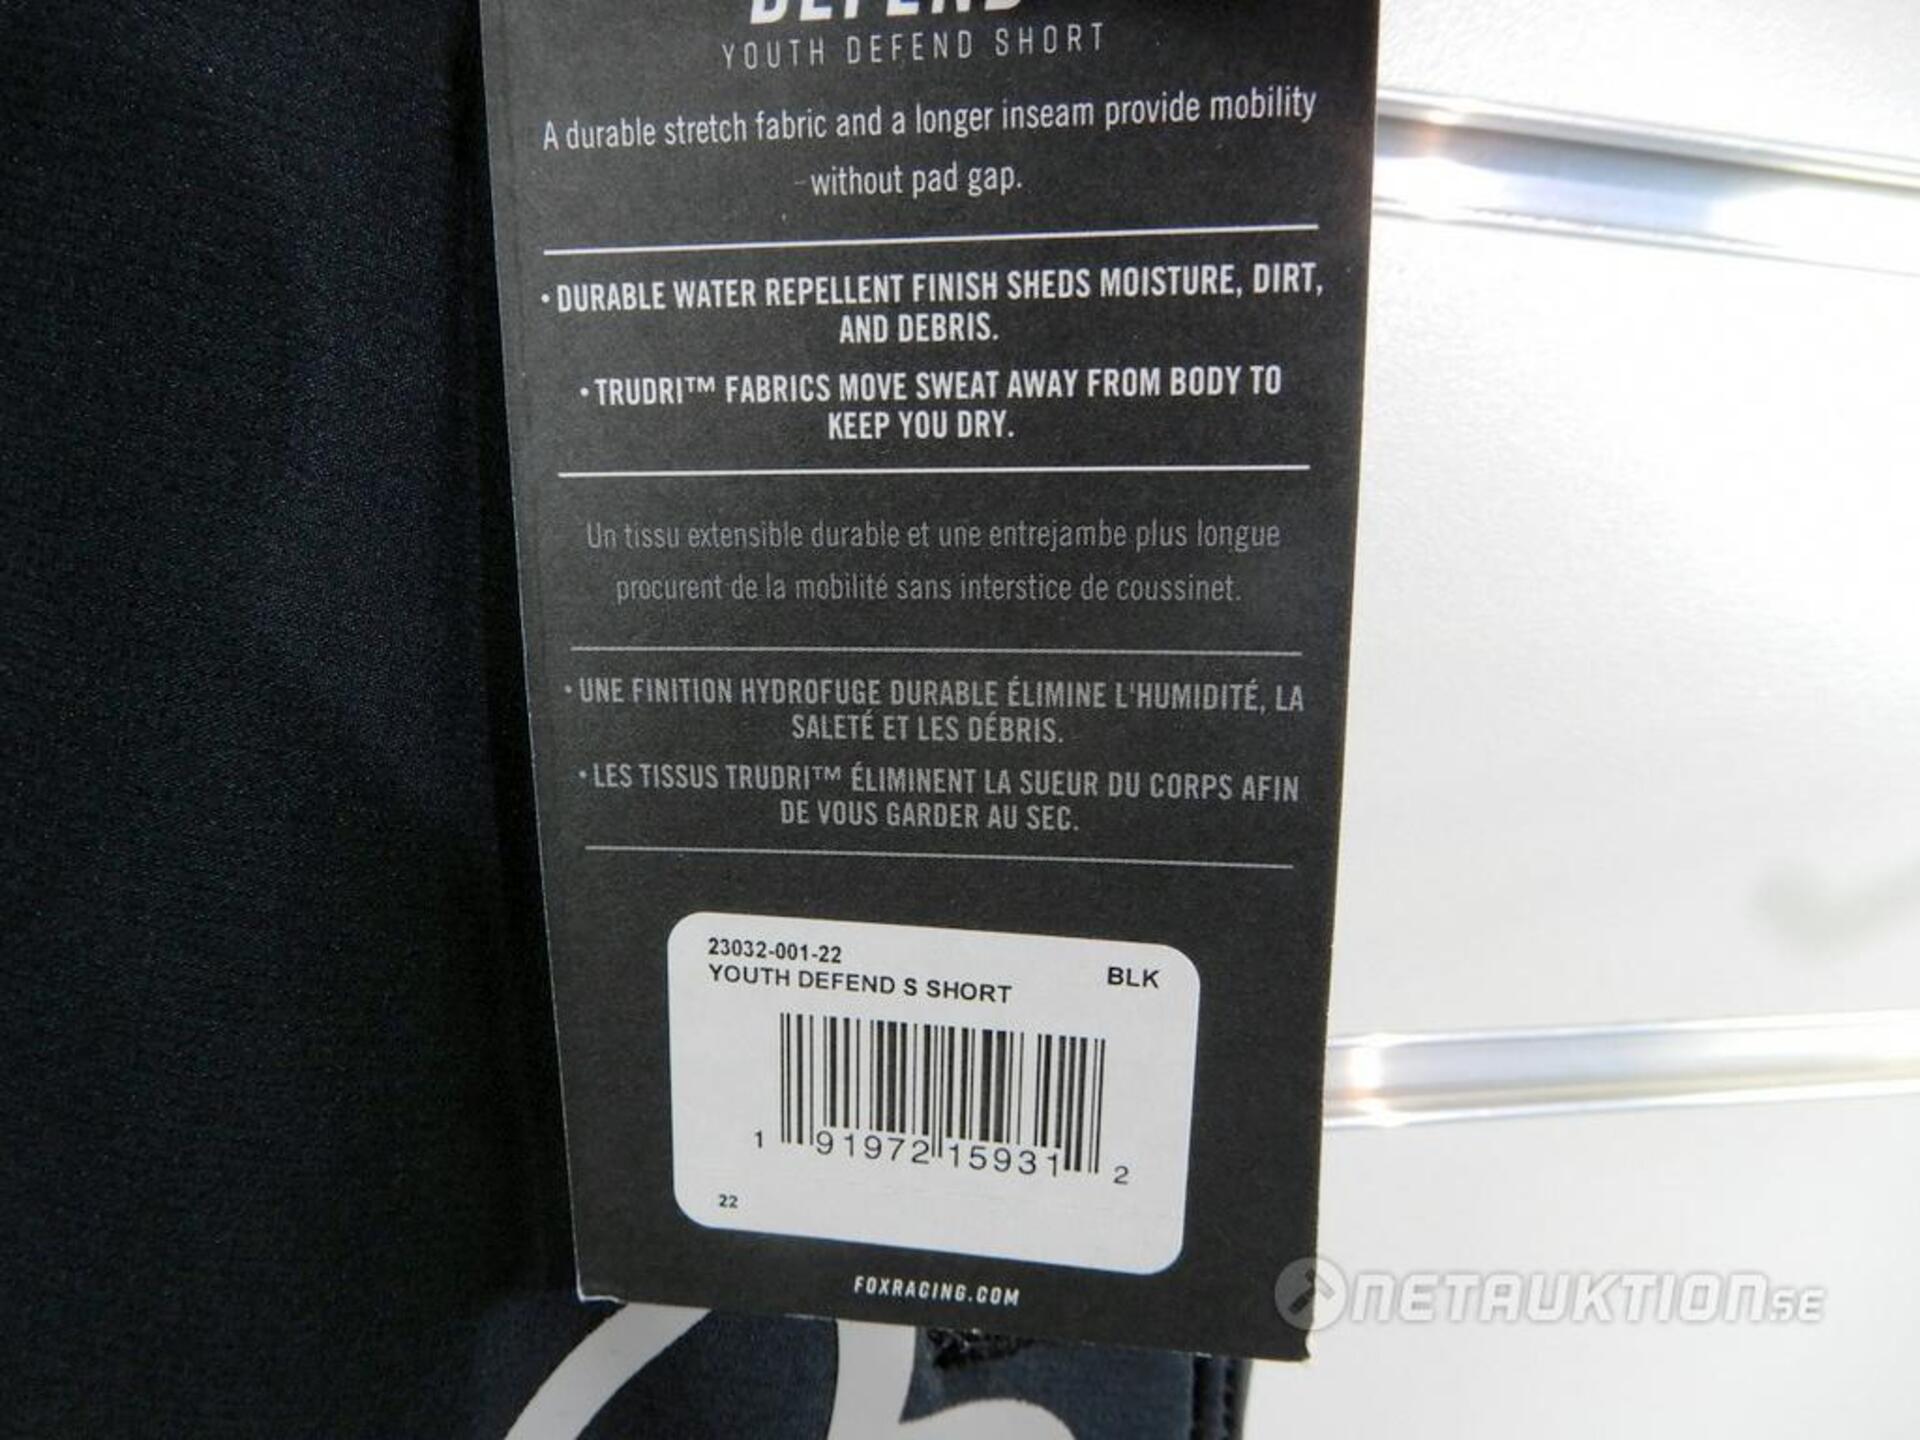 DEFEND
YOUTH DEFEND SHORT
A durable stretch fabric and a longer inseam provide mobility
without pad gap.
• DURABLE WATER REPELLENT FINISH SHEDS MOISTURE, DIRT,
AND DEBRIS.
• TRUDRI™ FABRICS MOVE SWEAT AWAY FROM BODY TO
KEEP YOU DRY.
Un tissu extensible durable et une entrejambe plus longue
procurent de la mobilité sans interstice de coussinet.
• UNE FINITION HYDROFUGE DURABLE ÉLIMINE L'HUMIDITÉ, LA
SALETÉ ET LES DÉBRIS.
• LES TISSUS TRUDRI™ ÉLIMINENT LA SUEUR DU CORPS AFIN
DE VOUS GARDER AU SEC.
23032-001-22
YOUTH DEFEND S SHORT BLK
1 91972 15931 2
22
FOXRACING.COM
NETAUKTION.SE